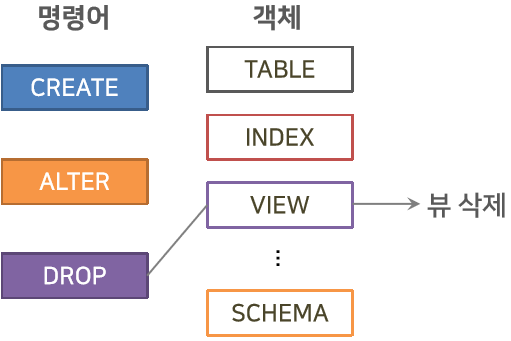 명령어
객체
CREATE
TABLE
INDEX
ALTER
VIEW
뷰 삭제
DROP
⋮
SCHEMA